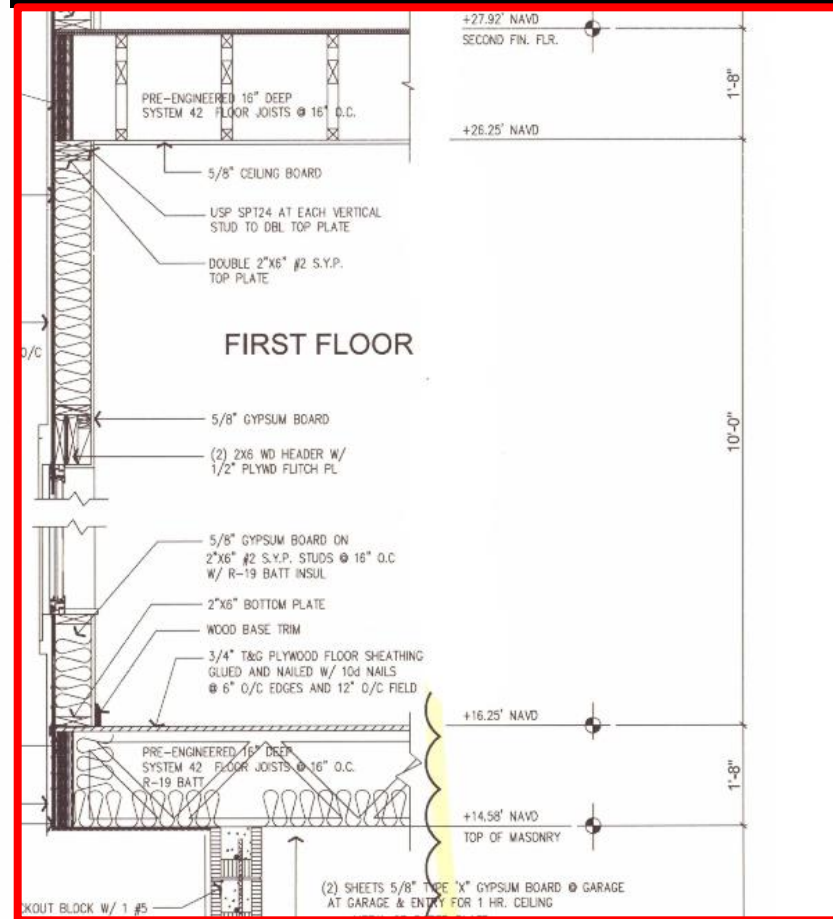 +27.92' NAVD
SECOND FIN. FLR.
1'-8"
PRE-ENGINEERED 16" DEEP
SYSTEM 42 FLOOR JOISTS @ 16" O.C.
+26.25' NAVD
5/8" CEILING BOARD
USP SPT24 AT EACH VERTICAL
STUD TO DBL TOP PLATE
DOUBLE 2"X6" #2 S.Y.P.
TOP PLATE
FIRST FLOOR
O/C
5/8" GYPSUM BOARD
10'-0"
(2) 2X6 WD HEADER W/
1/2" PLYWD FLITCH PL
5/8" GYPSUM BOARD ON
2"X6" #2 S.Y.P. STUDS @ 16" O.C
W/ R-19 BATT INSUL
2"X6" BOTTOM PLATE
WOOD BASE TRIM
3/4" T&G PLYWOOD FLOOR SHEATHING
GLUED AND NAILED W/ 10d NAILS
@ 6" O/C EDGES AND 12" O/C FIELD
+16.25' NAVD
PRE-ENGINEERED 16" DEEP
SYSTEM 42 FLOOR JOISTS @ 16" O.C.
R-19 BATT
1'-8"
+14.58' NAVD
TOP OF MASONRY
(2) SHEETS 5/8" TYPE "X" GYPSUM BOARD @ GARAGE
AT GARAGE & ENTRY FOR 1 HR. CEILING
CKOUT BLOCK W/ 1 #5